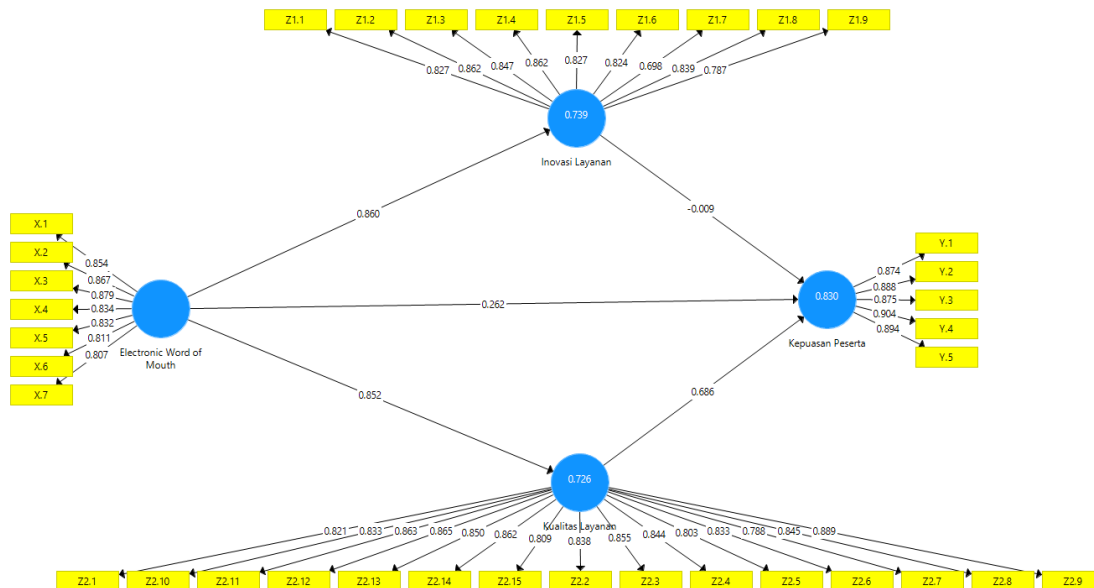 Z1.1 Z1.2 Z1.3 Z1.4 Z1.5 Z1.6 Z1.7 Z1.8 Z1.9
0.827 0.862 0.847 0.862 0.827 0.824 0.698 0.839 0.787
0.739
Inovasi Layanan
0.860
-0.009
X.1
X.2
X.3
X.4
X.5
X.6
X.7
0.854
0.867
0.879
0.834
0.832
0.811
0.807
Electronic Word of
Mouth
0.262
Y.1
Y.2
Y.3
Y.4
Y.5
0.874
0.888
0.875
0.904
0.894
0.830
Kepuasan Peserta
0.852
0.686
0.726
Kualitas Layanan
0.821 0.833 0.863 0.865 0.850 0.862 0.809 0.838 0.855 0.844 0.803 0.833 0.788 0.845 0.889
Z2.1 Z2.10 Z2.11 Z2.12 Z2.13 Z2.14 Z2.15 Z2.2 Z2.3 Z2.4 Z2.5 Z2.6 Z2.7 Z2.8 Z2.9